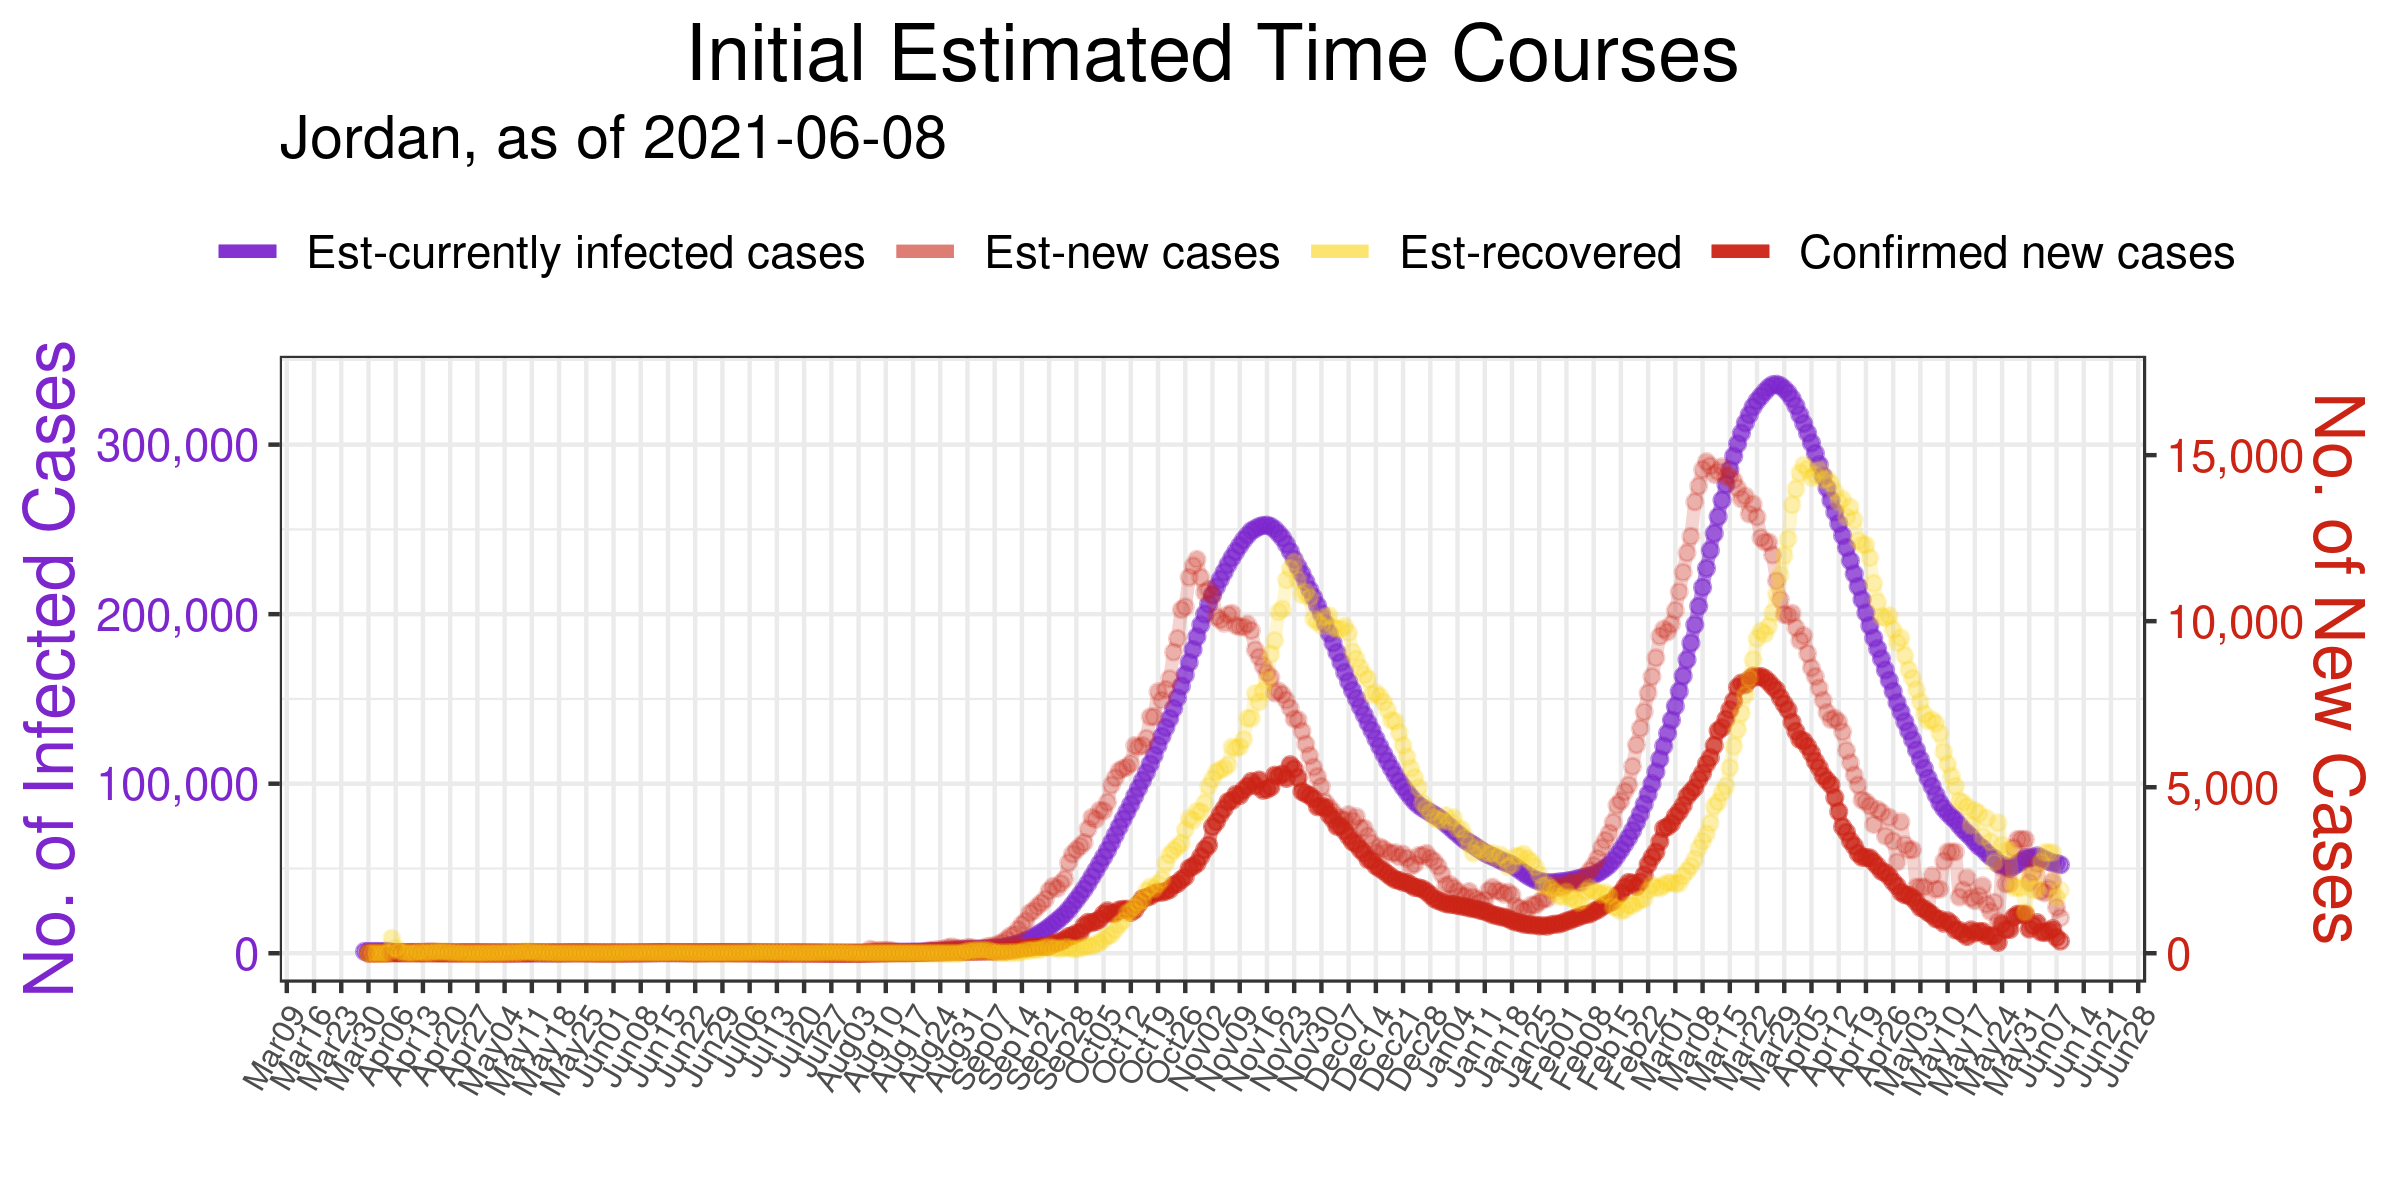 Initial Estimated Time Courses
Jordan, as of 2021-06-08
Est-currently infected cases Est-new cases Est-recovered Confirmed new cases
No. of Infected Cases
300,000
200,000
100,000
0
15,000
10,000
5,000
0
No. of New Cases
Mar09 Mar16 Mar23 Mar30 Apr06 Apr13 Apr20 Apr27 May04 May11 May18 May25 Jun01 Jun08 Jun15 Jun22 Jun29 Jul06 Jul13 Jul20 Jul27 Aug03 Aug10 Aug17 Aug24 Aug31 Sep07 Sep14 Sep21 Sep28 Oct05 Oct12 Oct19 Oct26 Nov02 Nov09 Nov16 Nov23 Nov30 Dec07 Dec14 Dec21 Dec28 Jan04 Jan11 Jan18 Jan25 Feb01 Feb08 Feb15 Feb22 Mar01 Mar08 Mar15 Mar22 Mar29 Apr05 Apr12 Apr19 Apr26 May03 May10 May17 May24 May31 Jun07 Jun14 Jun21 Jun28